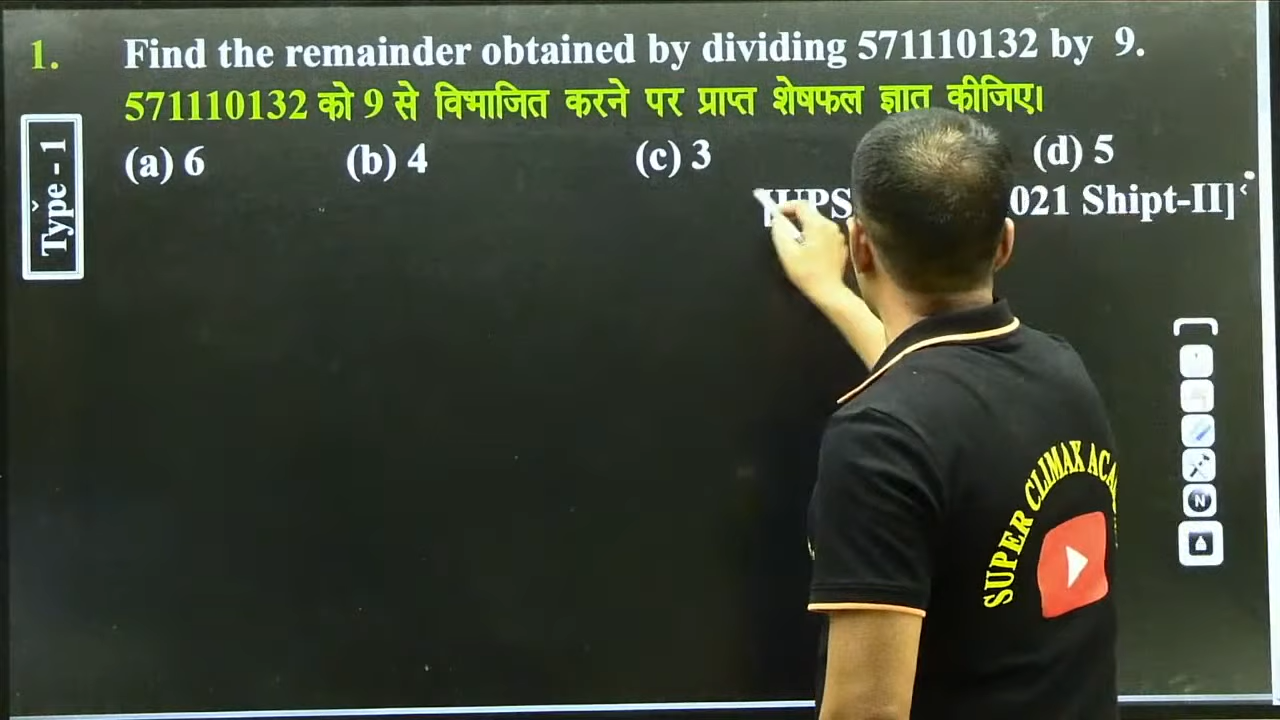 1. Find the remainder obtained by dividing 571110132 by 9.
571110132 को 9 से विभाजित करने पर प्राप्त शेषफल ज्ञात कीजिए।
Type - 1
(a) 6 (b) 4 (c) 3 (d) 5
021 Shipt-II]
N
SUPER CLIMAX